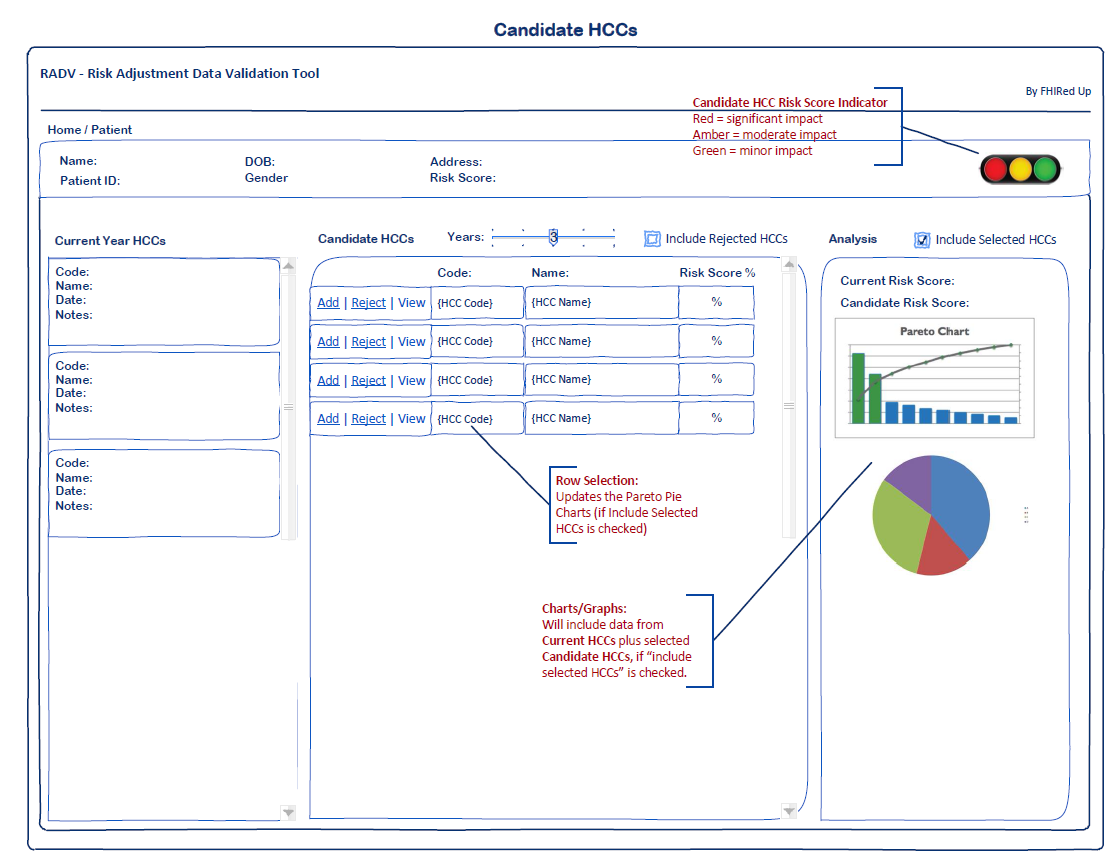 Candidate HCCs
RADV - Risk Adjustment Data Validation Tool
By FHIRed Up
Candidate HCC Risk Score Indicator
Red = significant impact
Amber = moderate impact
Green = minor impact
Home / Patient
Name: DOB: Address:
Patient ID: Gender Risk Score:
Current Year HCCs
Code:
Name:
Date:
Notes:
Code:
Name:
Date:
Notes:
Code:
Name:
Date:
Notes:
Candidate HCCs Years: 3 Include Rejected HCCs
Code: Name: Risk Score %
Add | Reject | View {HCC Code} {HCC Name} %
Add | Reject | View {HCC Code} {HCC Name} %
Add | Reject | View {HCC Code} {HCC Name} %
Add | Reject | View {HCC Code} {HCC Name} %
Row Selection:
Updates the Pareto Pie
Charts (if Include Selected
HCCs is checked)
Charts/Graphs:
Will include data from
Current HCCs plus selected
Candidate HCCs, if “include
selected HCCs” is checked.
Analysis Include Selected HCCs
Current Risk Score:
Candidate Risk Score:
Pareto Chart